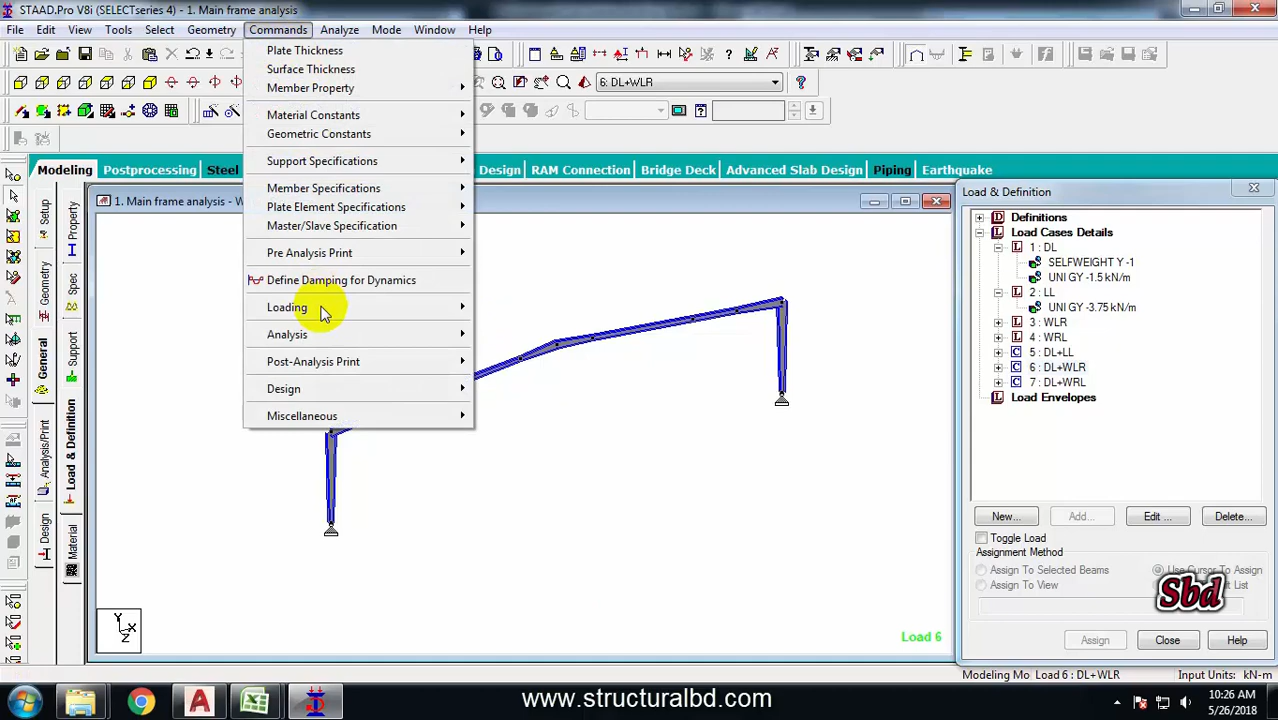 STAAD.Pro V8i (SELECTseries 4) - 1. Main frame analysis
File Edit View Tools Select Geometry Commands Analyze Mode Window Help
6: DL+WLR
Modeling Postprocessing Steel Design RAM Connection Bridge Deck Advanced Slab Design Piping Earthquake
Plate Thickness
Surface Thickness
Member Property
Material Constants
Geometric Constants
Support Specifications
Member Specifications
Plate Element Specifications
Master/Slave Specification
Pre Analysis Print
Define Damping for Dynamics
Loading
Analysis
Post-Analysis Print
Design
Miscellaneous
Setup
Geometry
General
Analysis/Print
Design
Property
Spec
Support
Load & Definition
Material
1. Main frame analysis - W
Y
X
Z
Load 6
Load & Definition
Definitions
Load Cases Details
1 : DL
SELFWEIGHT Y -1
UNI GY -1.5 kN/m
2 : LL
UNI GY -3.75 kN/m
3 : WLR
4 : WRL
5 : DL+LL
6 : DL+WLR
7 : DL+WRL
Load Envelopes
New... Add... Edit ... Delete...
Toggle Load
Assignment Method
Assign To Selected Beams Use Cursor To Assign
Assign To View t List
Sbd
Assign Close Help
Modeling Mo Load 6 : DL+WLR Input Units: kN-m
www.structuralbd.com
10:26 AM
5/26/2018